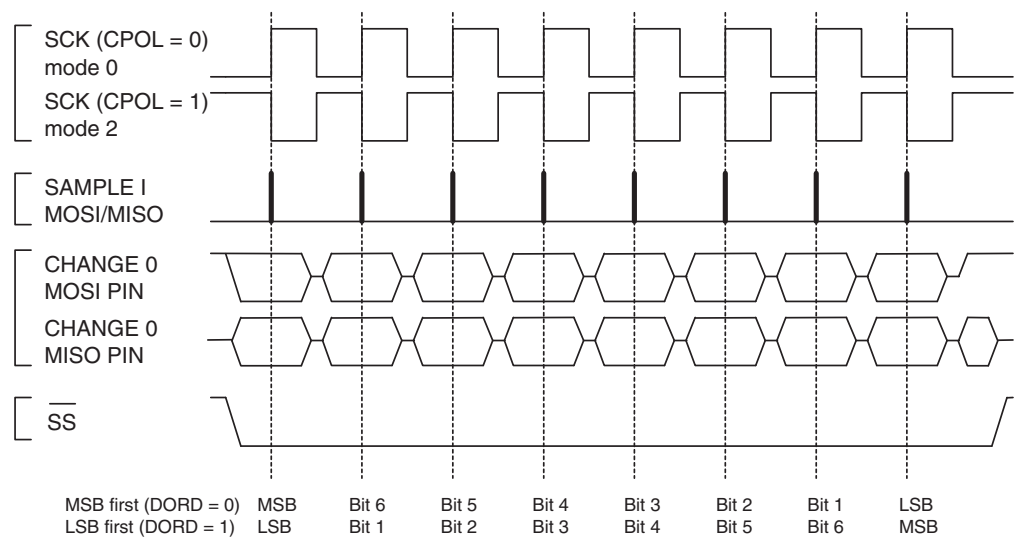 SCK (CPOL = 0)
mode 0
SCK (CPOL = 1)
mode 2
SAMPLE I
MOSI/MISO
CHANGE 0
MOSI PIN
CHANGE 0
MISO PIN
SS
MSB first (DORD = 0) MSB Bit 6 Bit 5 Bit 4 Bit 3 Bit 2 Bit 1 LSB
LSB first (DORD = 1) LSB Bit 1 Bit 2 Bit 3 Bit 4 Bit 5 Bit 6 MSB